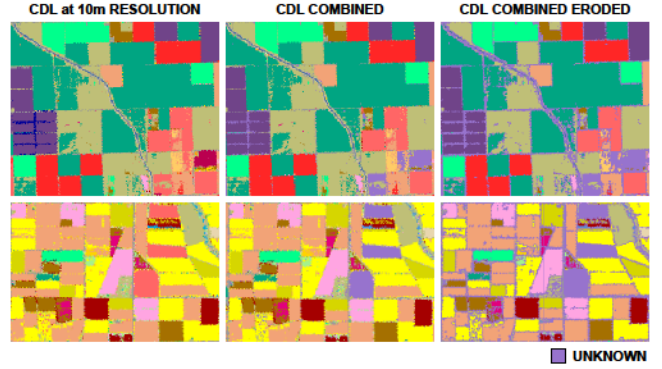 CDL at 10m RESOLUTION
CDL COMBINED
CDL COMBINED ERODED
UNKNOWN